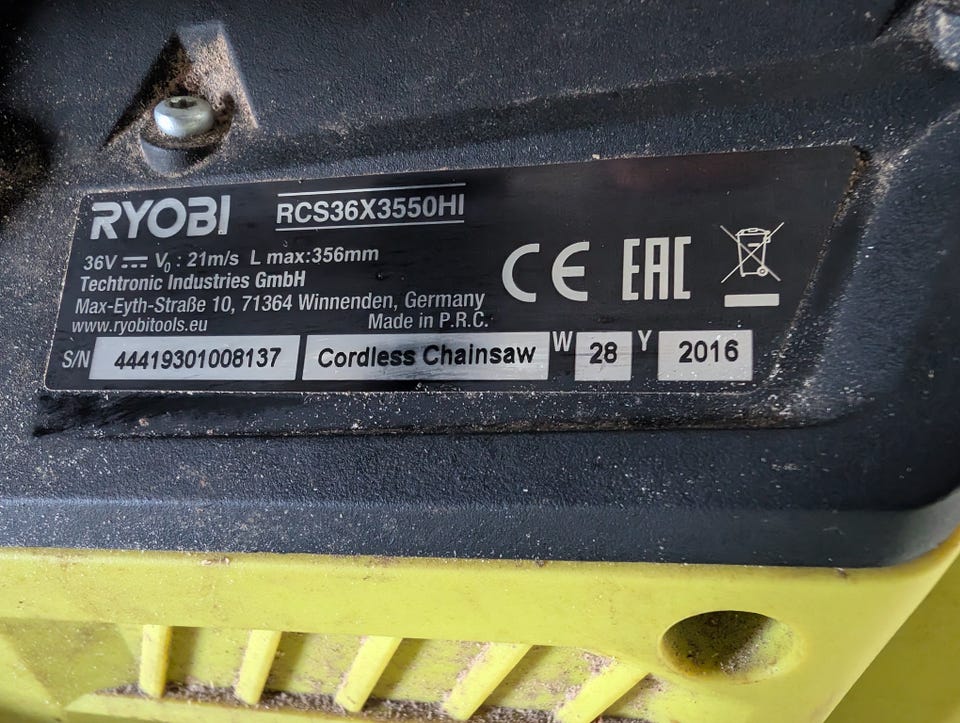 RYOBI RCS36X3550HI
36V ⎓ V0 : 21m/s L max:356mm
Techtronic Industries GmbH
Max-Eyth-Straße 10, 71364 Winnenden, Germany
www.ryobitools.eu Made in P.R.C.
CE EAC
S/N 44419301008137 Cordless Chainsaw W 28 Y 2016